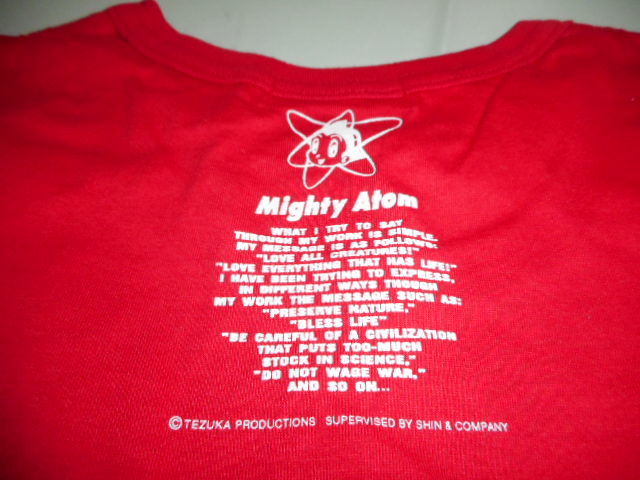 Mighty Atom
WHAT I TRY TO SAY
THROUGH MY WORK IS SIMPLE.
MY MESSAGE IS AS FOLLOWS:
"LOVE ALL CREATURES!"
"LOVE EVERYTHING THAT HAS LIFE!"
I HAVE BEEN TRYING TO EXPRESS,
IN DIFFERENT WAYS THOUGH
MY WORK THE MESSAGE SUCH AS:
"PRESERVE NATURE,"
"BLESS LIFE"
"BE CAREFUL OF A CIVILIZATION
THAT PUTS TOO-MUCH
STOCK IN SCIENCE,"
"DO NOT WAGE WAR,"
AND SO ON...
©TEZUKA PRODUCTIONS SUPERVISED BY SHIN & COMPANY